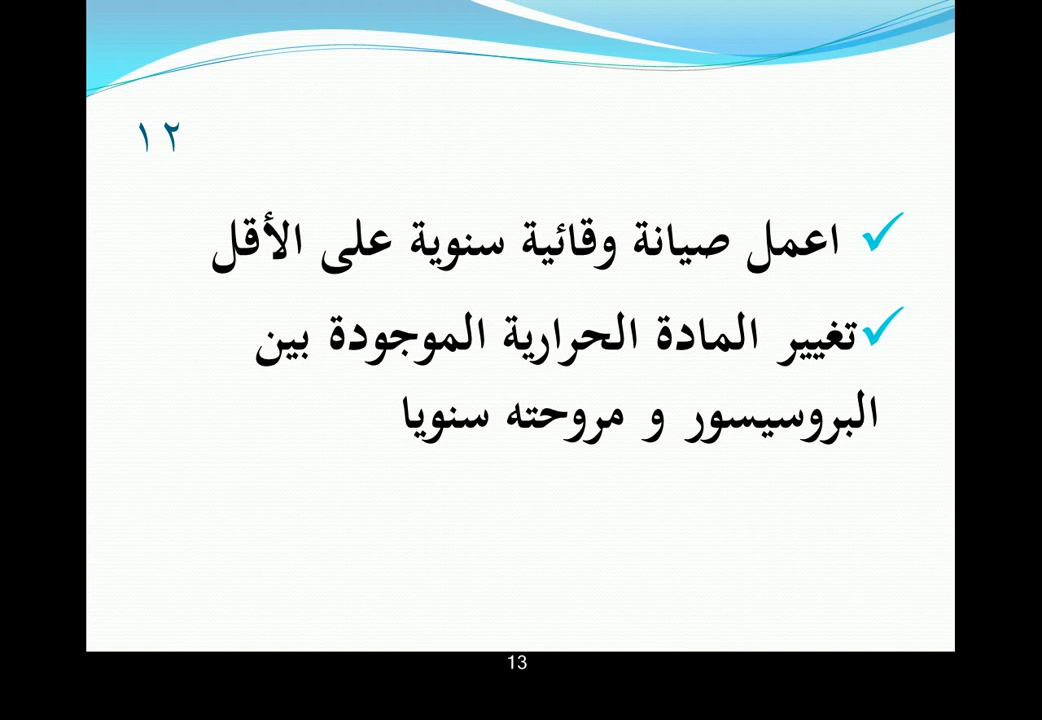 ١٢
اعمل صيانة وقائية سنوية على الأقل
تغيير المادة الحرارية الموجودة بين
البروسيسور و مروحته سنويا
13